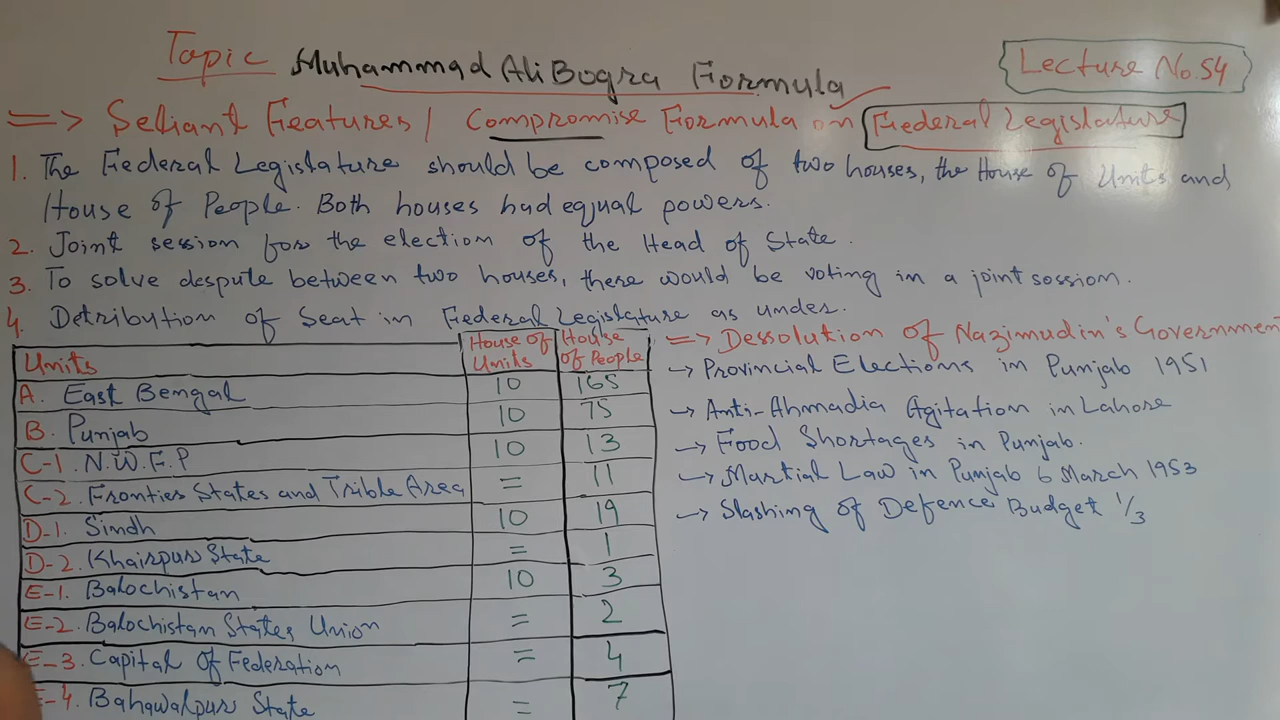 Topic Muhammad Ali Bogra Formula
Lecture No.54
=> Seliant Features / Compromise Formula on Federal Legislature
1. The Federal Legislature should be composed of two houses, the House of Units and
House of People. Both houses had equal powers.
2. Joint session for the election of the Head of State.
3. To solve despute between two houses, there would be voting in a joint sossion.
4. Detribution of Seat in Federal Legislature as under.
Units House of Units House of People
A. East Bengal 10 165
B. Punjab 10 75
C-1. N.W.F.P 10 13
C-2. Fronties States and Trible Area = 11
D-1. Sindh 10 19
D-2. Khairpur State = 1
E-1. Balochistan 10 3
E-2. Balochistan States Union = 2
E-3. Capital of Federation = 4
E-4. Bahawalpur State = 7
=> Dessolution of Nazimudin's Government
→ Provincial Elections in Punjab 1951
→ Anti-Ahmadia Agitation in Lahore
→ Food Shortages in Punjab.
→ Martial Law in Punjab 6 March 1953
→ Slashing of Defence Budget 1/3